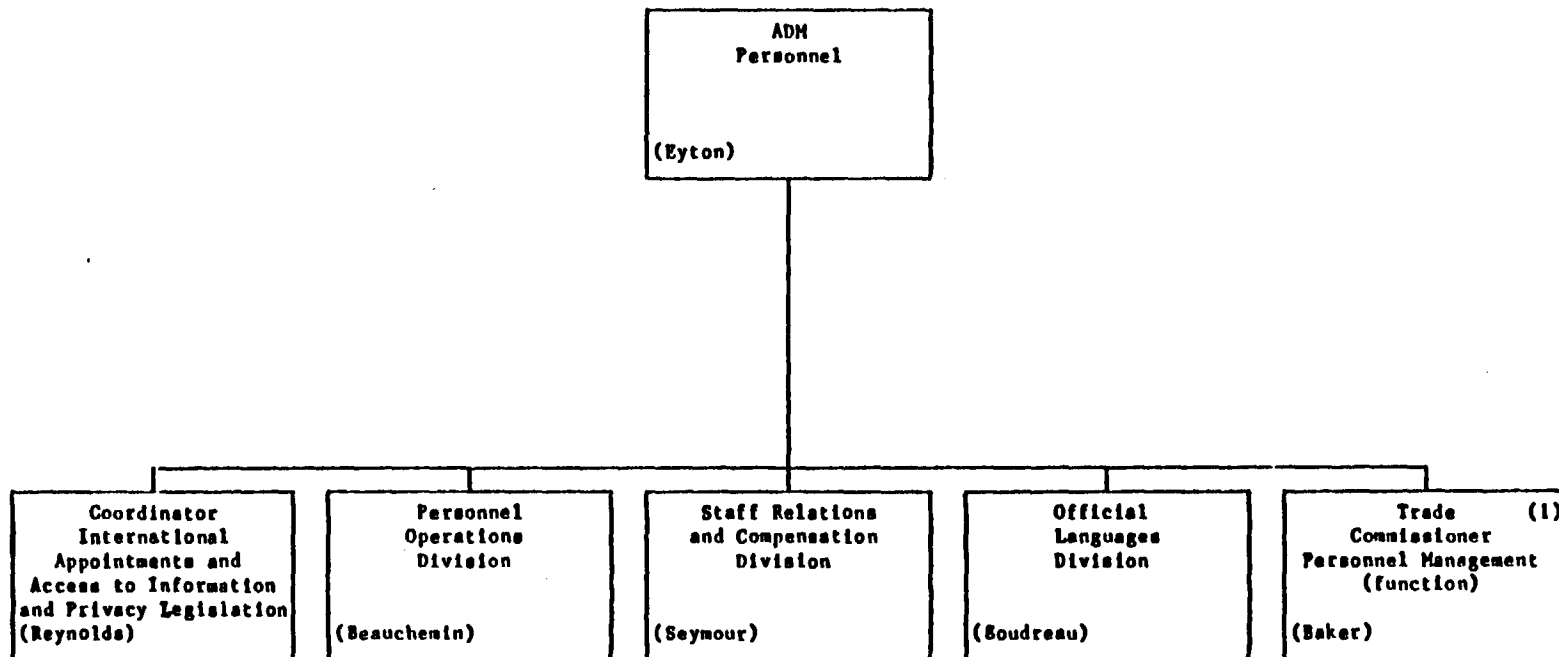 ADM
Personnel
(Eyton)
Coordinator
International
Appointments and
Access to Information
and Privacy Legislation
(Reynolds)
Personnel
Operations
Division
(Beauchemin)
Staff Relations
and Compensation
Division
(Seymour)
Official
Languages
Division
(Boudreau)
Trade (1)
Commissioner
Personnel Management
(function)
(Baker)